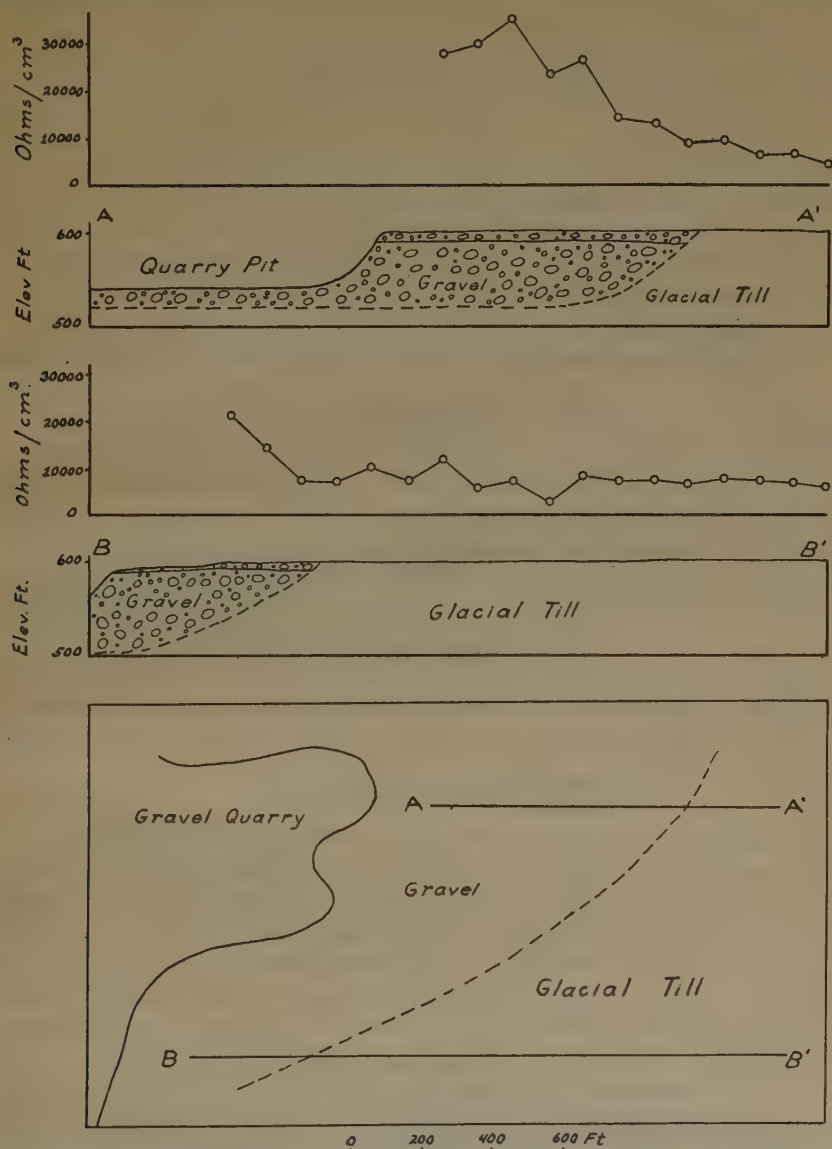 Ohms/cm³
30000
20000
10000
0
A A'
Elev Ft
600
500
Quarry Pit
Gravel
Glacial Till
Ohms/cm³.
30000
20000
10000
0
B B'
Elev. Ft.
600
500
Gravel
Glacial Till
Gravel Quarry
A A'
Gravel
Glacial Till
B B'
0 200 400 600 Ft